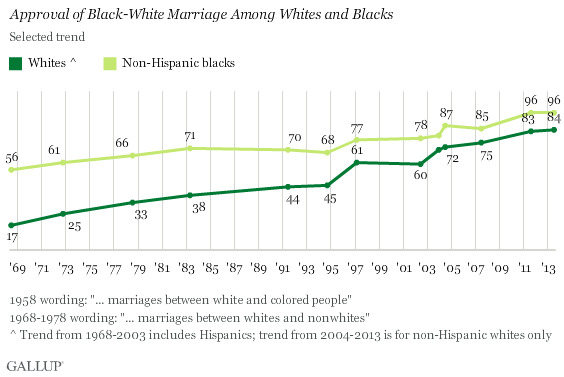 Approval of Black-White Marriage Among Whites and Blacks
Selected trend
Whites ^ Non-Hispanic blacks
96 96
87 85
83 84
77 78
71 70 68
66
61 61
56
72 75
60
44 45
38
33
25
17
'69 '71 '73 '75 '77 '79 '81 '83 '85 '87 '89 '91 '93 '95 '97 '99 '01 '03 '05 '07 '09 '11 '13
1958 wording: "... marriages between white and colored people"
1968-1978 wording: "... marriages between whites and nonwhites"
^ Trend from 1968-2003 includes Hispanics; trend from 2004-2013 is for non-Hispanic whites only
GALLUP®